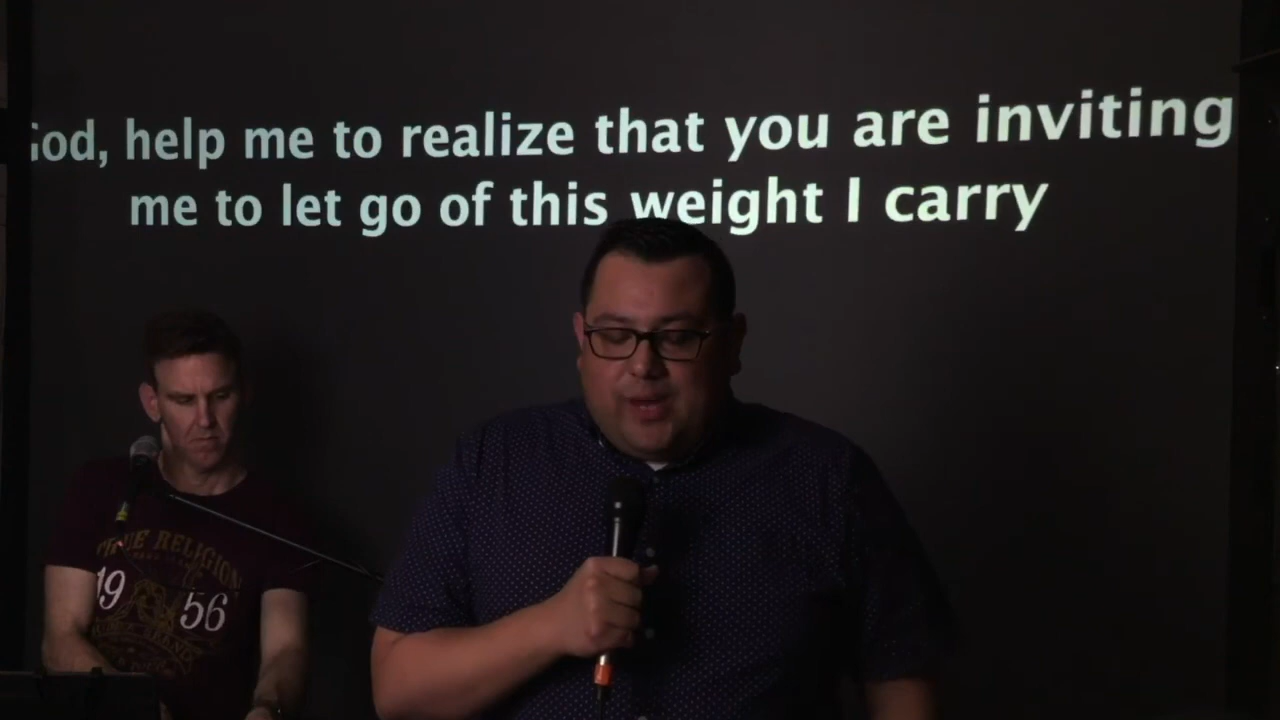 God, help me to realize that you are inviting
me to let go of this weight I carry
RELIGION
19 56